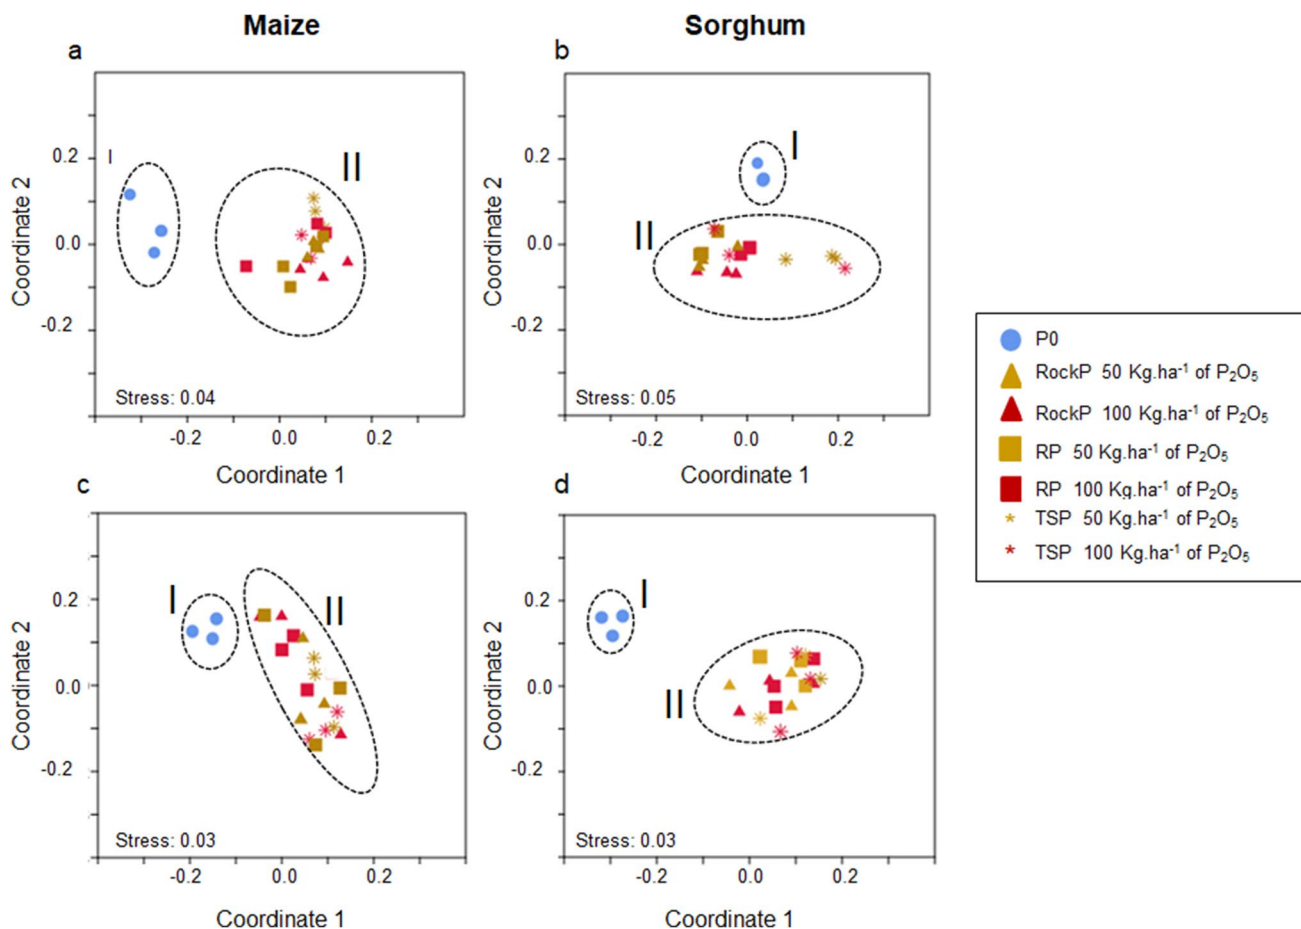 Maize
Sorghum
a
b
0.2
0.0
-0.2
Coordinate 2
I
II
Stress: 0.04
-0.2
0.0
0.2
Coordinate 1
0.2
0.0
-0.2
Coordinate 2
I
II
Stress: 0.05
-0.2
0.0
0.2
Coordinate 1
P0
RockP 50 Kg.ha⁻¹ of P₂O₅
RockP 100 Kg.ha⁻¹ of P₂O₅
RP 50 Kg.ha⁻¹ of P₂O₅
RP 100 Kg.ha⁻¹ of P₂O₅
TSP 50 Kg.ha⁻¹ of P₂O₅
TSP 100 Kg.ha⁻¹ of P₂O₅
c
d
0.2
0.0
-0.2
Coordinate 2
I
II
Stress: 0.03
-0.2
0.0
0.2
Coordinate 1
0.2
0.0
-0.2
Coordinate 2
I
II
Stress: 0.03
-0.2
0.0
0.2
Coordinate 1